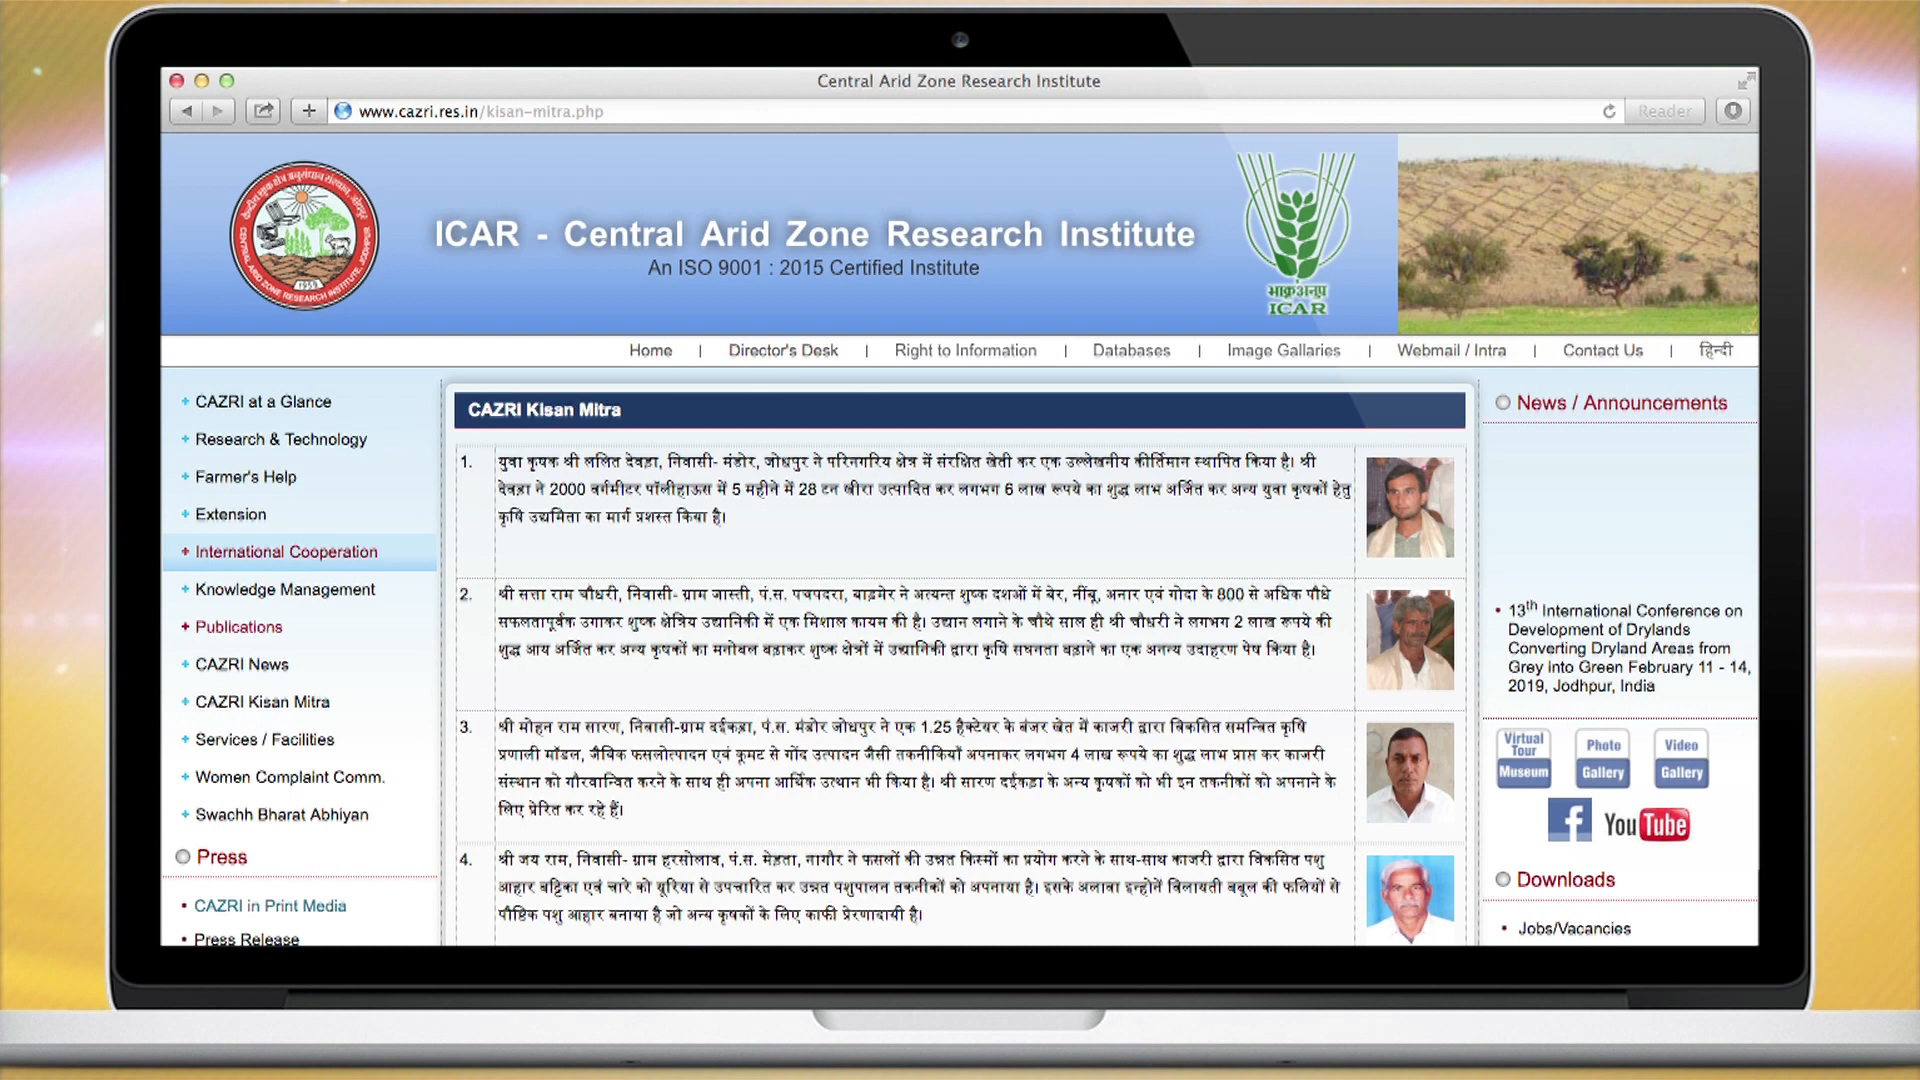 Central Arid Zone Research Institute
www.cazri.res.in/kisan-mitra.php
Reader
केन्द्रीय शुष्क क्षेत्र अनुसंधान संस्थान, जोधपुर
CENTRAL ARID ZONE RESEARCH INSTITUTE, JODHPUR
1959
ICAR - Central Arid Zone Research Institute
An ISO 9001 : 2015 Certified Institute
भाकृअनुप
ICAR
Home | Director's Desk | Right to Information | Databases | Image Gallaries | Webmail / Intra | Contact Us | हिन्दी
CAZRI at a Glance
Research & Technology
Farmer's Help
Extension
International Cooperation
Knowledge Management
Publications
CAZRI News
CAZRI Kisan Mitra
Services / Facilities
Women Complaint Comm.
Swachh Bharat Abhiyan
Press
CAZRI in Print Media
Press Release
CAZRI Kisan Mitra
1. युवा कृषक श्री ललित देवड़ा, निवासी- मंडोर, जोधपुर ने परिनगरिय क्षेत्र में संरक्षित खेती कर एक उल्लेखनीय कीर्तिमान स्थापित किया है। श्री
देवड़ा ने 2000 वर्गमीटर पॉलीहाऊस में 5 महीने में 28 टन खीरा उत्पादित कर लगभग 6 लाख रूपये का शुद्ध लाभ अर्जित कर अन्य युवा कृषकों हेतु
कृषि उद्यमिता का मार्ग प्रशस्त किया है।
2. श्री सत्ता राम चौधरी, निवासी- ग्राम जास्ती, पं.स. पचपदरा, बाड़मेर ने अत्यन्त शुष्क दशओं में बेर, नींबू, अनार एवं गोदा के 800 से अधिक पौधे
सफलतापूर्वक उगाकर शुष्क क्षेत्रिय उद्यानिकी में एक मिशाल कायम की है। उद्यान लगाने के चौथे साल ही श्री चौधरी ने लगभग 2 लाख रूपये की
शुद्ध आय अर्जित कर अन्य कृषकों का मनोबल बढ़ाकर शुष्क क्षेत्रों में उद्यानिकी द्वारा कृषि सघनता बढ़ाने का एक अनन्य उदाहरण पेष किया है।
3. श्री मोहन राम सारण, निवासी-ग्राम दईकड़ा, पं.स. मंडोर जोधपुर ने एक 1.25 हैक्टेयर के बंजर खेत में काजरी द्वारा विकसित समन्वित कृषि
प्रणाली मॉडल, जैविक फसलोत्पादन एवं कूमट से गोंद उत्पादन जैसी तकनीकियाँ अपनाकर लगभग 4 लाख रूपये का शुद्ध लाभ प्राप्त कर काजरी
संस्थान को गौरवान्वित करने के साथ ही अपना आर्थिक उत्थान भी किया है। श्री सारण दईकड़ा के अन्य कृषकों को भी इन तकनीकों को अपनाने के
लिए प्रेरित कर रहे हैं।
4. श्री जय राम, निवासी- ग्राम हरसोलाव, पं.स. मेड़ता, नागौर ने फसलों की उन्नत किस्मों का प्रयोग करने के साथ-साथ काजरी द्वारा विकसित पशु
आहार बट्टिका एवं चारे को यूरिया से उपचारित कर उन्नत पशुपालन तकनीकों को अपनाया है। इसके अलावा इन्होनें विलायती बबूल की फलियों से
पौष्टिक पशु आहार बनाया है जो अन्य कृषकों के लिए काफी प्रेरणादायी है।
News / Announcements
13th International Conference on
Development of Drylands
Converting Dryland Areas from
Grey into Green February 11 - 14,
2019, Jodhpur, India
Virtual Tour Museum
Photo Gallery
Video Gallery
f YouTube
Downloads
Jobs/Vacancies